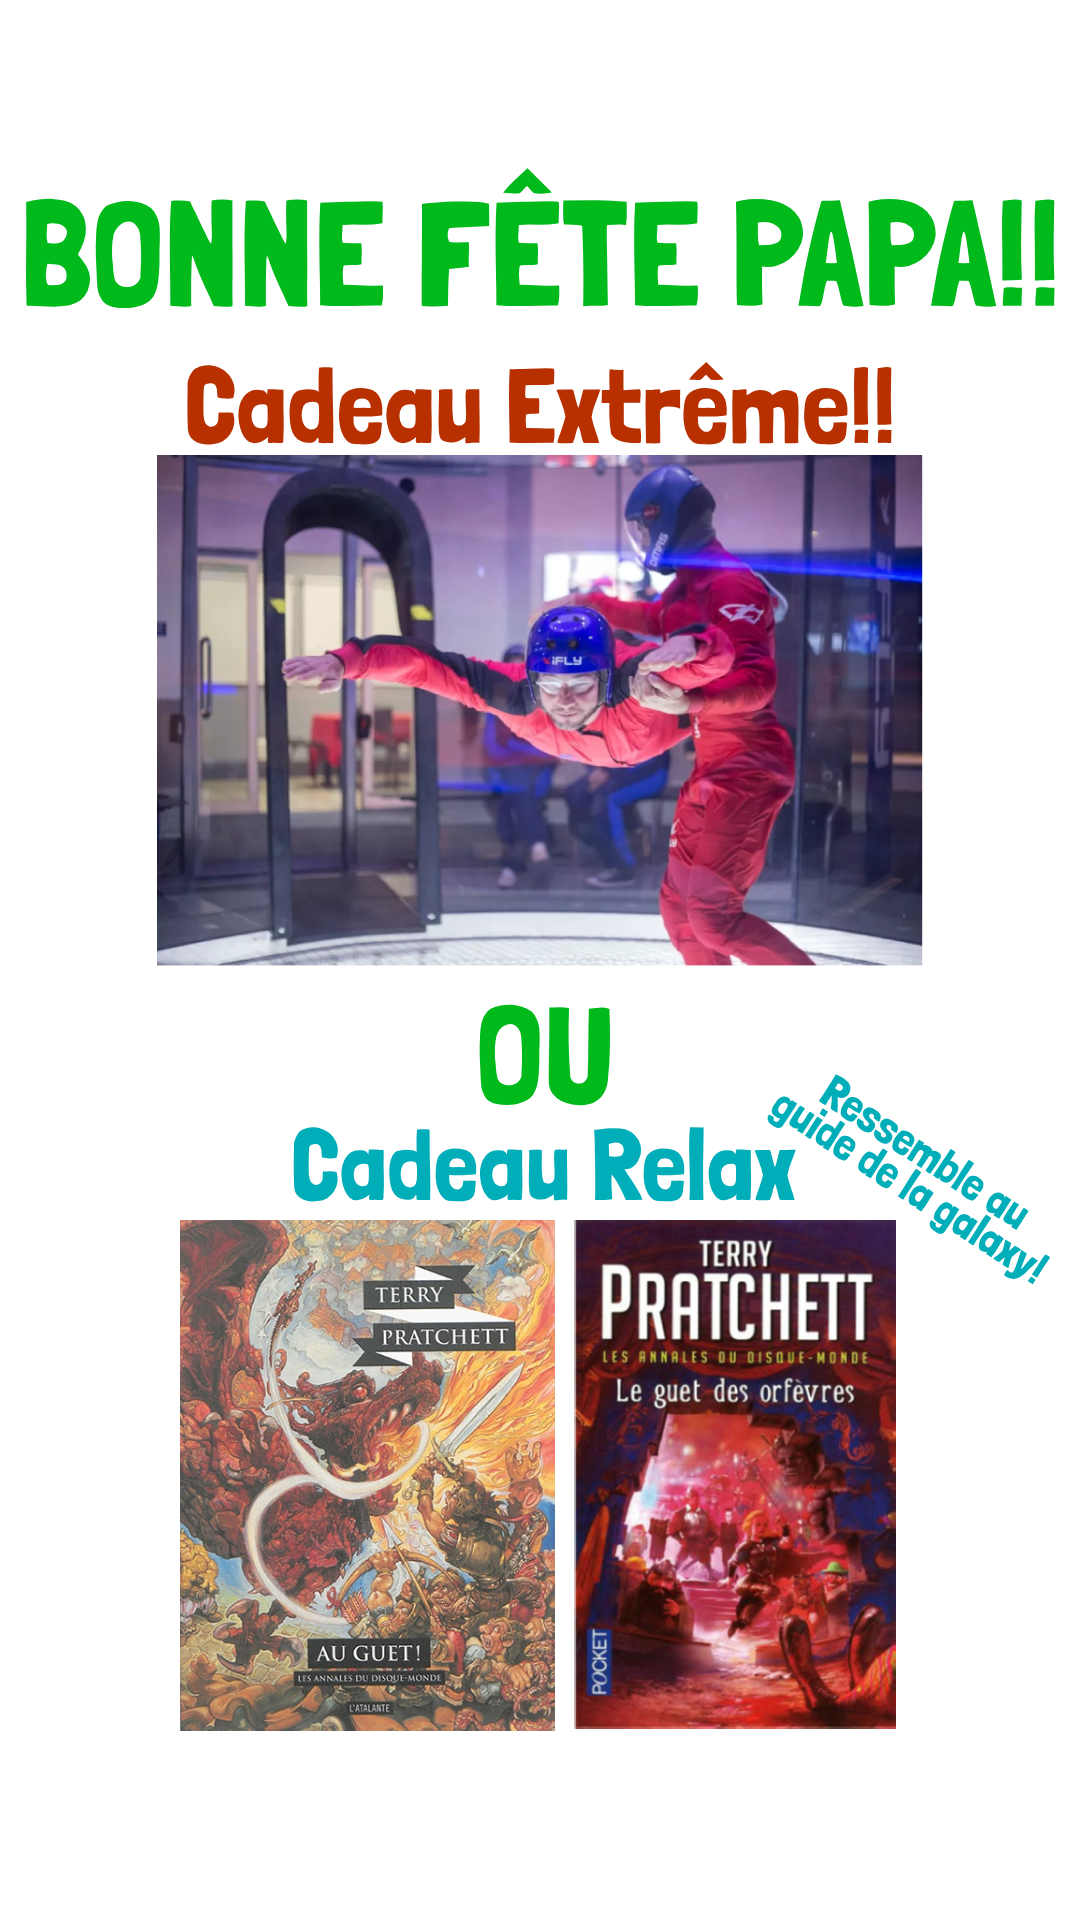 BONNE FÊTE PAPA!!
Cadeau Extrême!!
iFLY
OU
Cadeau Relax
Ressemble au
guide de la galaxy!
TERRY
PRATCHETT
AU GUET!
LES ANNALES DU DISQUE-MONDE
L'ATALANTE
TERRY
PRATCHETT
LES ANNALES DU DISQUE-MONDE
Le guet des orfèvres
POCKET